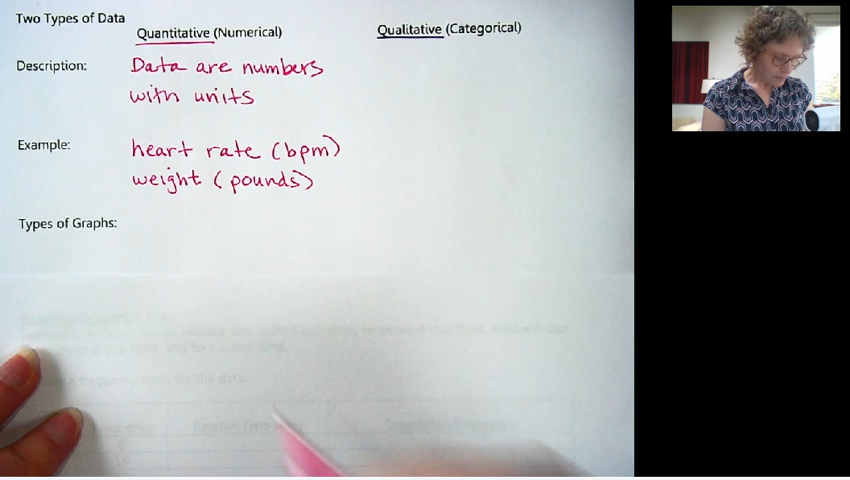 Two Types of Data
Quantitative (Numerical) Qualitative (Categorical)
Description: Data are numbers
with units
Example: heart rate (bpm)
weight (pounds)
Types of Graphs: